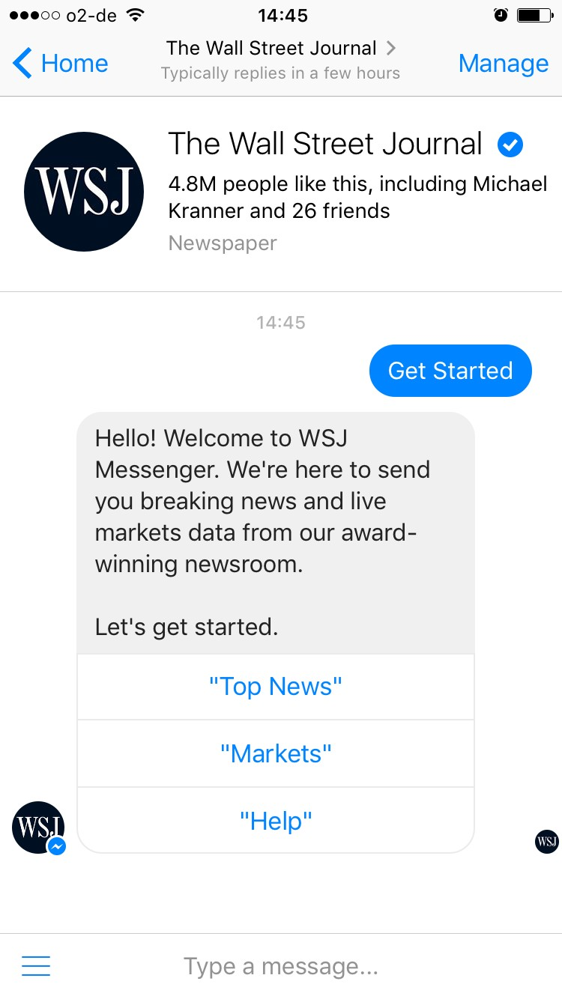 o2-de 14:45
Home
The Wall Street Journal
Typically replies in a few hours
Manage
WSJ
The Wall Street Journal
4.8M people like this, including Michael
Kranner and 26 friends
Newspaper
14:45
Get Started
Hello! Welcome to WSJ
Messenger. We're here to send
you breaking news and live
markets data from our award-
winning newsroom.
Let's get started.
"Top News"
"Markets"
"Help"
WSJ
WSJ
Type a message...